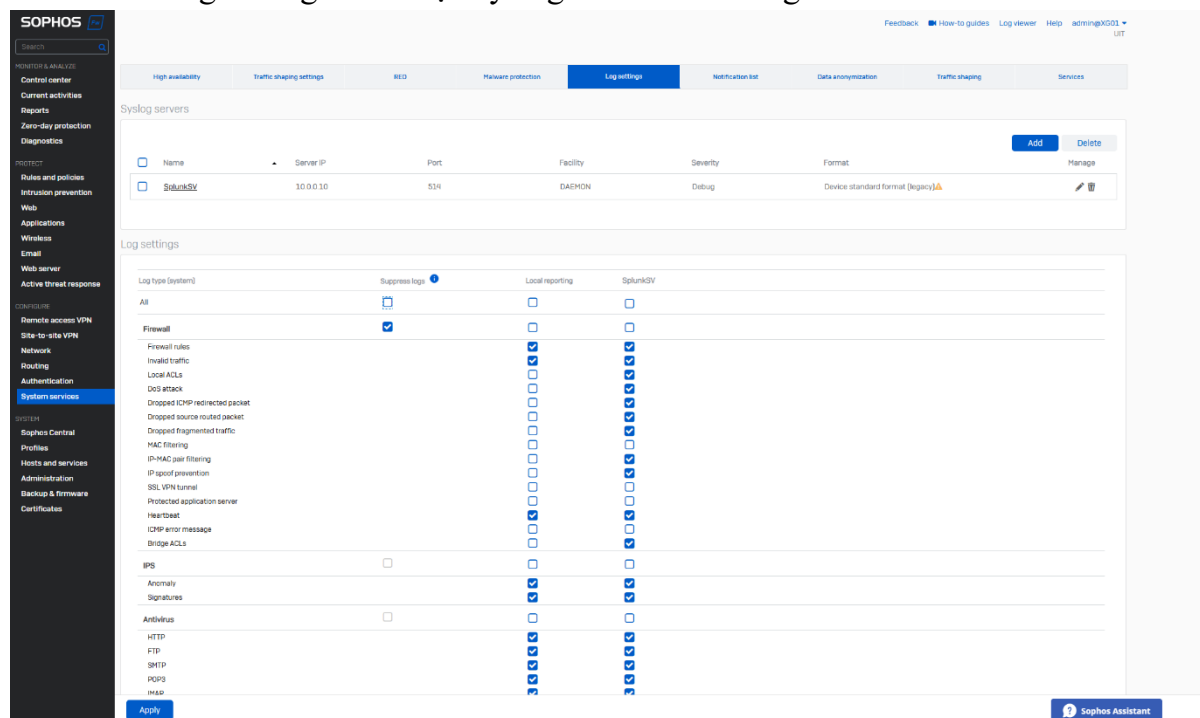 SOPHOS
Feedback How-to guides Log viewer Help admin@XG01
UIT
Search
MONITOR & ANALYZE
Control center
Current activities
Reports
Zero-day protection
Diagnostics
PROTECT
Rules and policies
Intrusion prevention
Web
Applications
Wireless
Email
Web server
Active threat response
CONFIGURE
Remote access VPN
Site-to-site VPN
Network
Routing
Authentication
System services
SYSTEM
Sophos Central
Profiles
Hosts and services
Administration
Backup & firmware
Certificates
High availability Traffic shaping settings RED Malware protection Log settings Notification list Data anonymization Traffic shaping Services
Syslog servers
Add Delete
Name Server IP Port Facility Severity Format Manage
SplunkSV 10.0.0.10 514 DAEMON Debug Device standard format (legacy)
Log settings
Log type (system) Suppress logs Local reporting SplunkSV
All
Firewall
Firewall rules
Invalid traffic
Local ACLs
DoS attack
Dropped ICMP redirected packet
Dropped source routed packet
Dropped fragmented traffic
MAC filtering
IP-MAC pair filtering
IP spoof prevention
SSL VPN tunnel
Protected application server
Heartbeat
ICMP error message
Bridge ACLs
IPS
Anomaly
Signatures
Antivirus
HTTP
FTP
SMTP
POP3
IMAP
Apply
Sophos Assistant